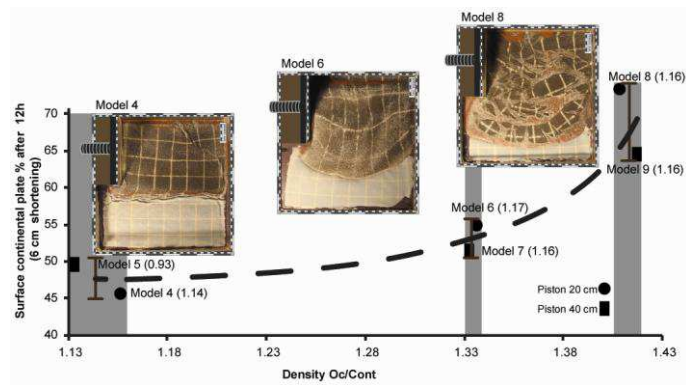 Model 8
Model 6
Model 4
Surface continental plate % after 12h
(6 cm shortening)
70
65
60
55
50
45
40
Model 8 (1.16)
Model 9 (1.16)
Model 6 (1.17)
Model 7 (1.16)
Model 5 (0.93)
Model 4 (1.14)
Piston 20 cm
Piston 40 cm
1.13
1.18
1.23
1.28
1.33
1.38
1.43
Density Oc/Cont